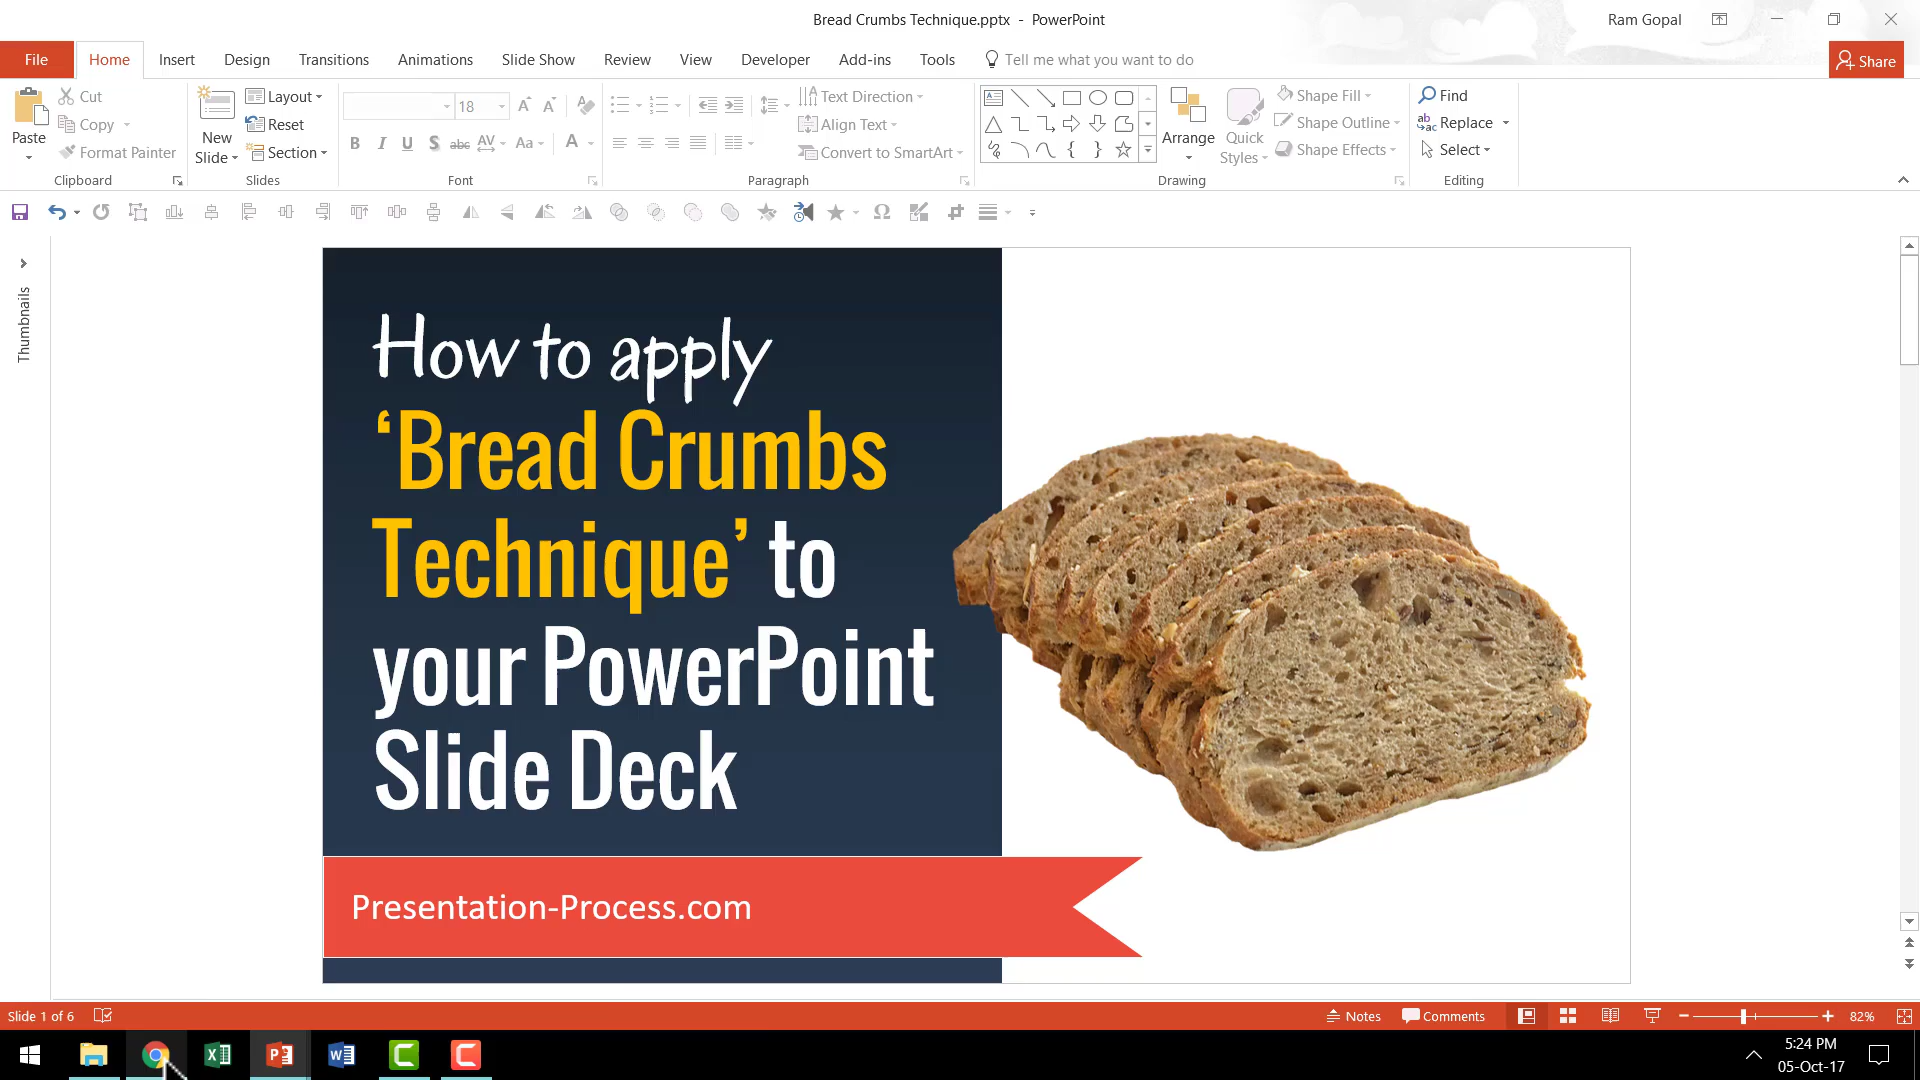 Bread Crumbs Technique.pptx - PowerPoint
Ram Gopal
File Home Insert Design Transitions Animations Slide Show Review View Developer Add-ins Tools Tell me what you want to do Share
Paste
Cut
Copy
Format Painter
Clipboard
New Slide
Layout
Reset
Section
Slides
18
B I U S abc AV Aa A
Font
Text Direction
Align Text
Convert to SmartArt
Paragraph
Arrange
Quick Styles
Shape Fill
Shape Outline
Shape Effects
Drawing
Find
Replace
Select
Editing
Thumbnails
How to apply
‘Bread Crumbs
Technique’ to
your PowerPoint
Slide Deck
Presentation-Process.com
Slide 1 of 6
Notes
Comments
82%
5:24 PM
05-Oct-17